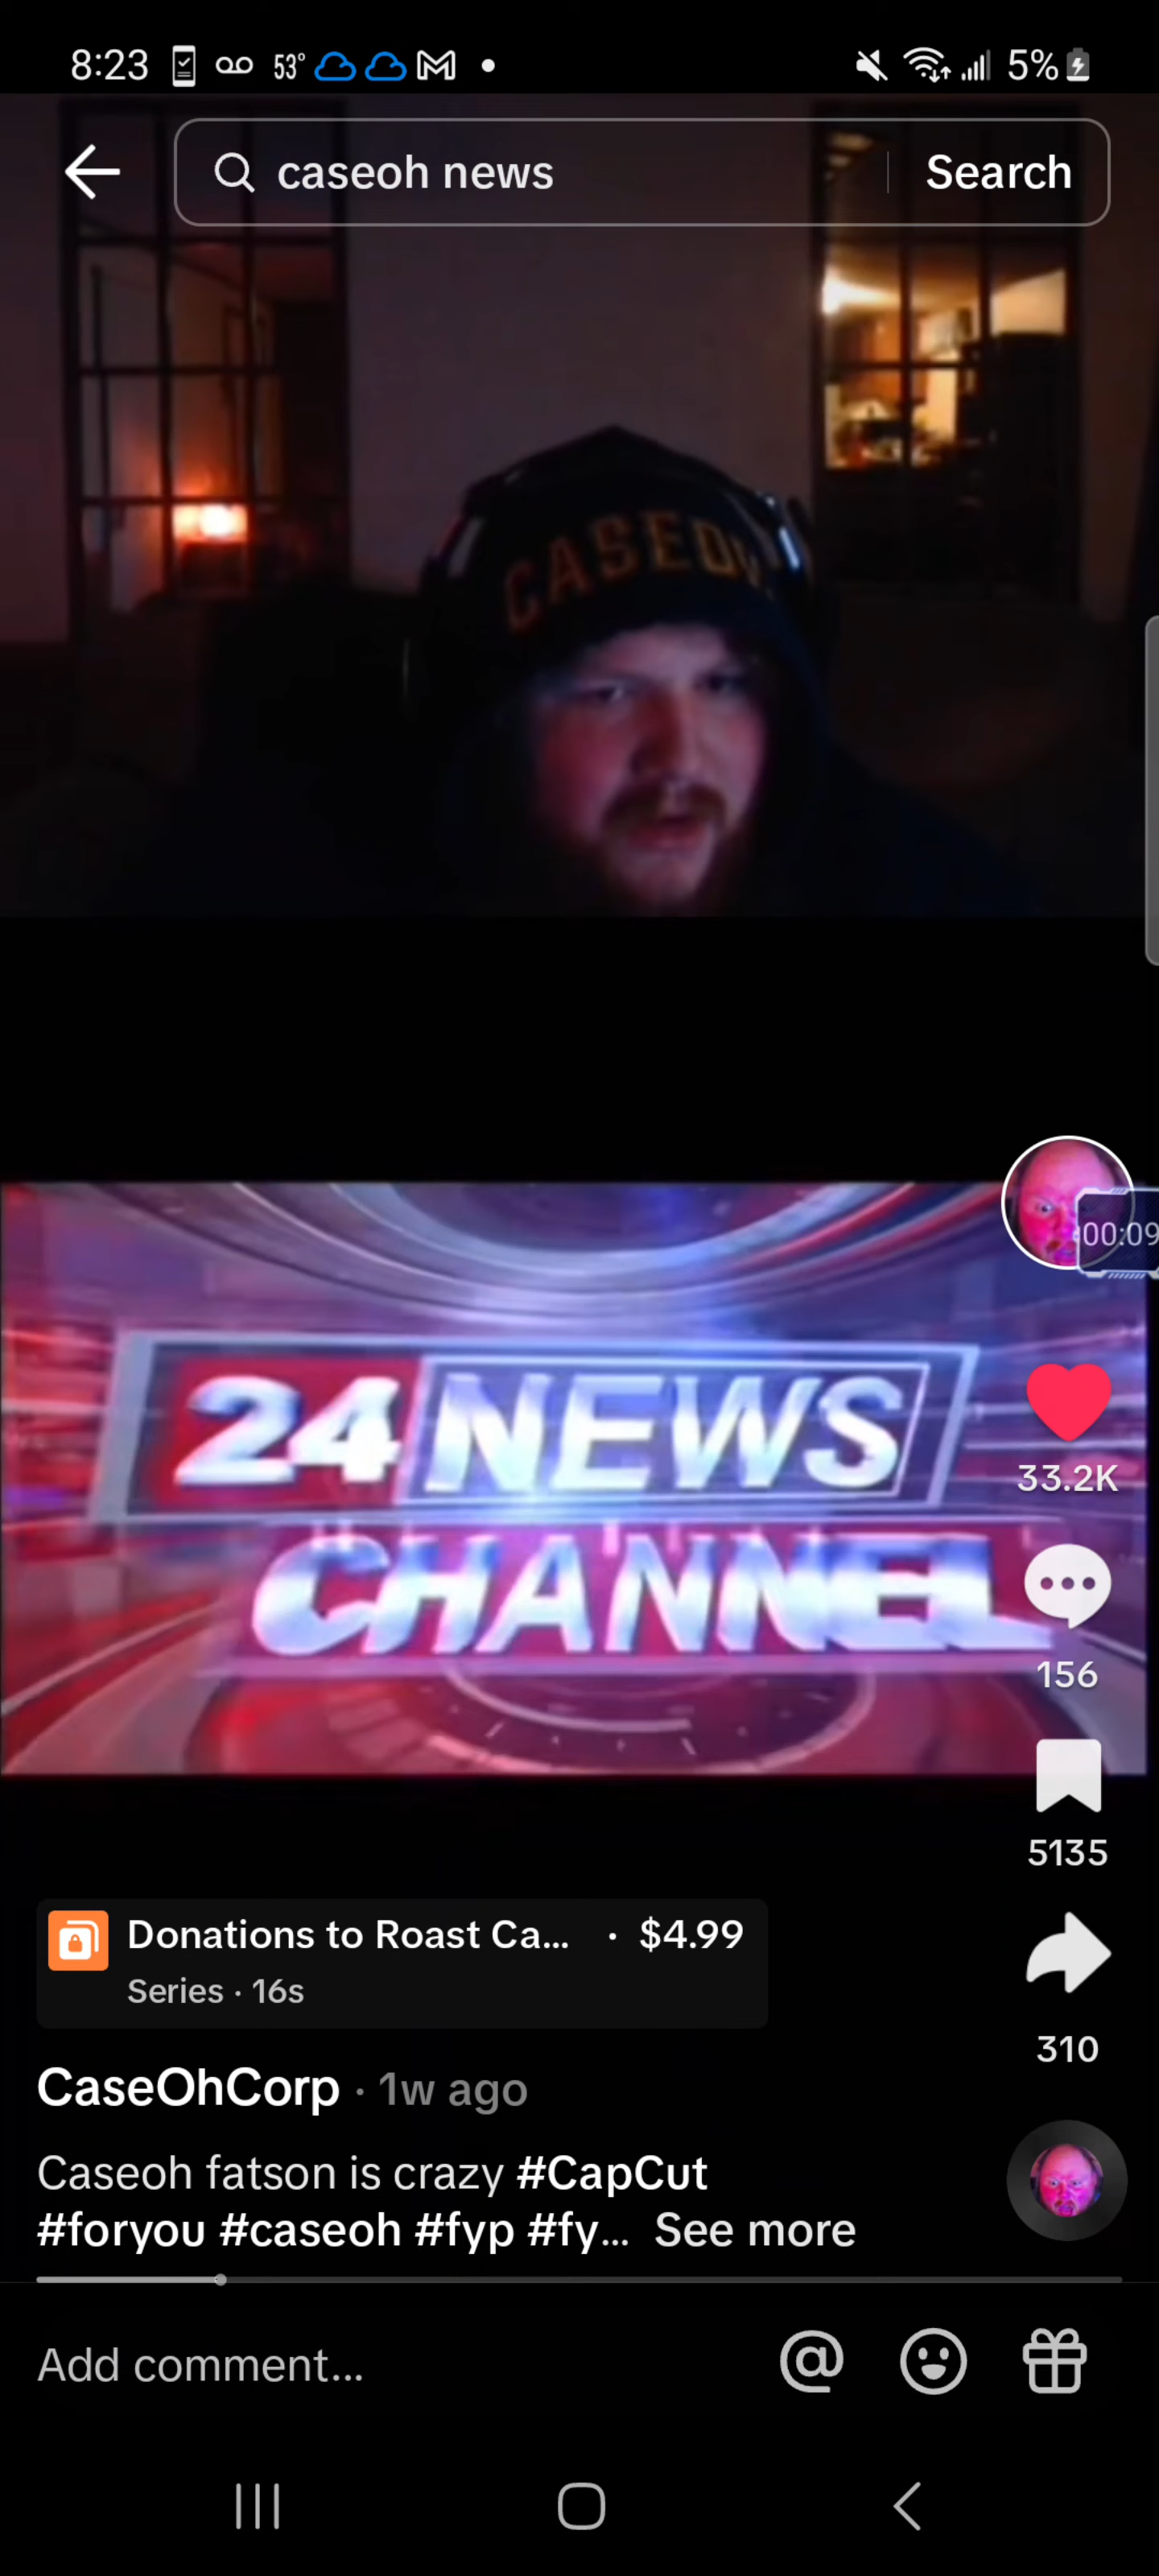 8:23 53° 5%
caseoh news Search
CASEO
:00:09
24 NEWS
CHANNEL
33.2K
156
5135
Donations to Roast Ca... · $4.99
Series · 16s
310
CaseOhCorp · 1w ago
Caseoh fatson is crazy #CapCut
#foryou #caseoh #fyp #fy... See more
Add comment...